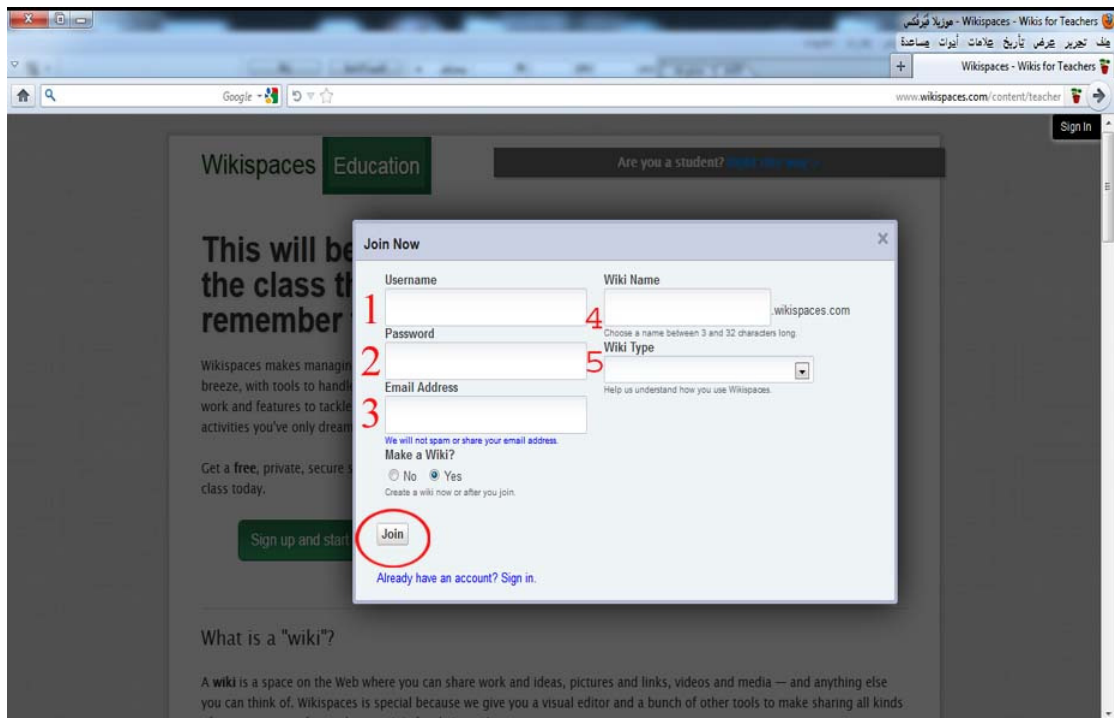 Wikispaces - Wikis for Teachers - موزيلا فَيَرفُكس
ملف تحرير عرض تأريخ علامات أدوات مساعدة
Wikispaces - Wikis for Teachers
+
www.wikispaces.com/content/teacher
Google
Sign In
Wikispaces Education
Are you a student?
This will be
the class th
remember
Wikispaces makes managin
breeze, with tools to handle
work and features to tackle
activities you've only dream
Get a free, private, secure s
class today.
Sign up and start
Join Now
Username
1
Password
2
Email Address
3
We will not spam or share your email address.
Make a Wiki?
No Yes
Create a wiki now or after you join.
Wiki Name
4
.wikispaces.com
Choose a name between 3 and 32 characters long.
Wiki Type
5
Help us understand how you use Wikispaces.
Join
Already have an account? Sign in.
What is a "wiki"?
A wiki is a space on the Web where you can share work and ideas, pictures and links, videos and media — and anything else
you can think of. Wikispaces is special because we give you a visual editor and a bunch of other tools to make sharing all kinds